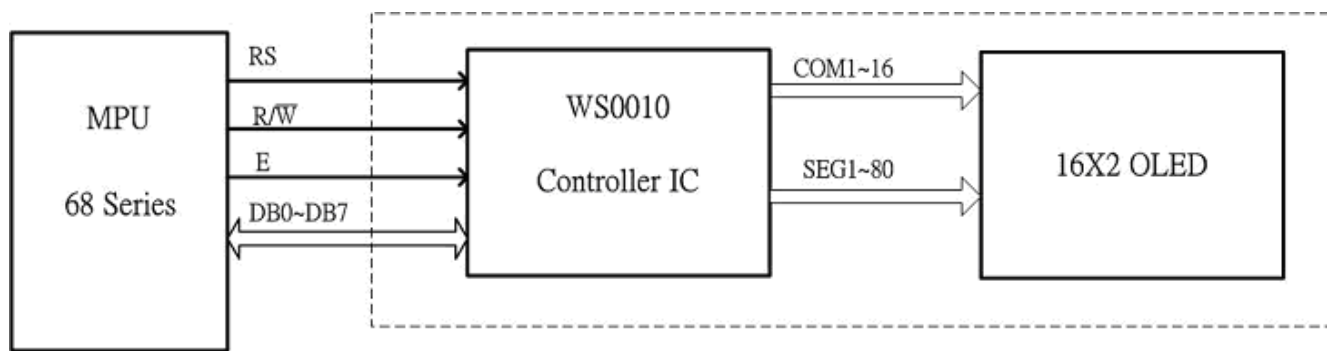 MPU
68 Series
RS
R/W̅
E
DB0~DB7
WS0010
Controller IC
COM1~16
SEG1~80
16X2 OLED